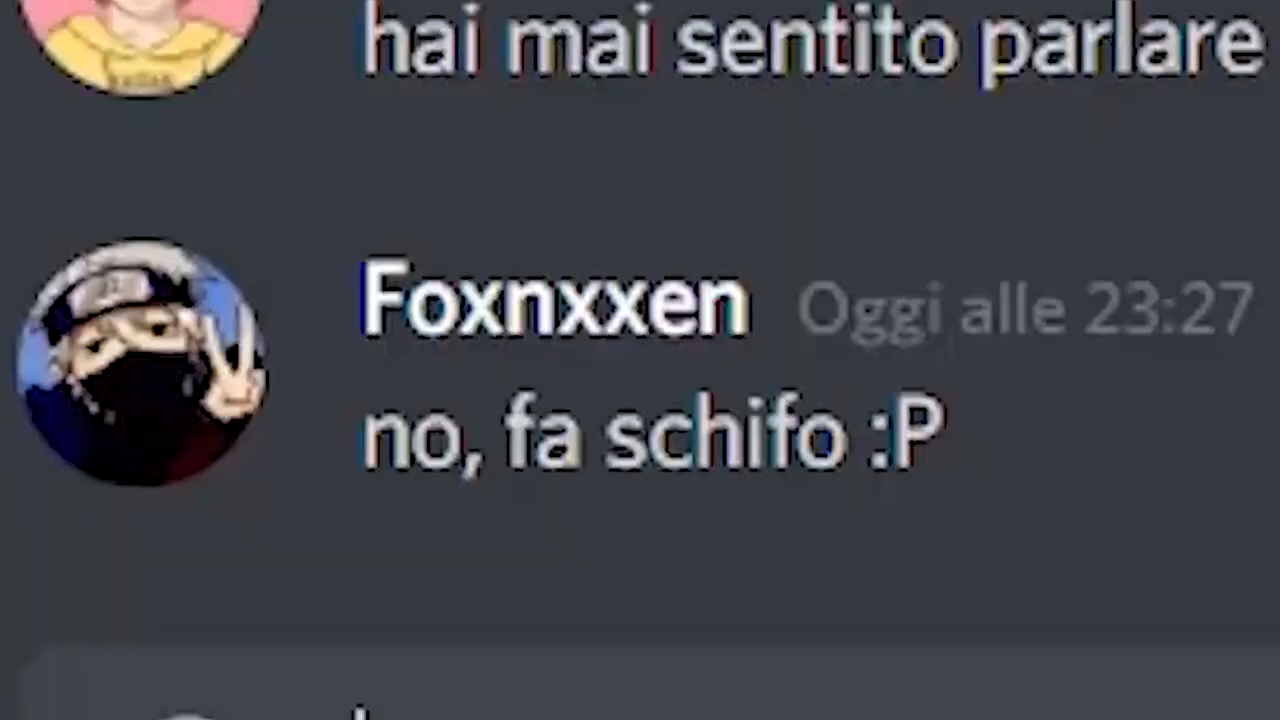 hai mai sentito parlare
Foxnxxen Oggi alle 23:27
no, fa schifo :P